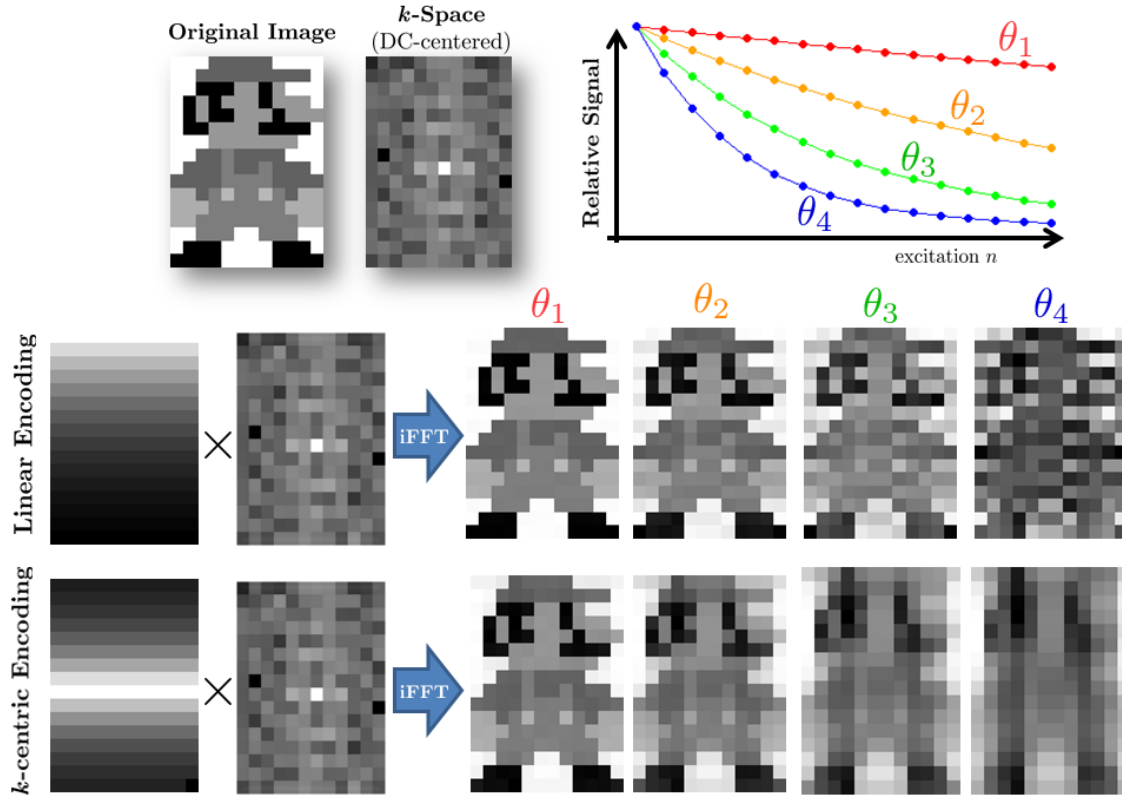 Original Image
k-Space
(DC-centered)
Relative Signal
θ1
θ2
θ3
θ4
excitation n
θ1
θ2
θ3
θ4
Linear Encoding
×
iFFT
k-centric Encoding
×
iFFT